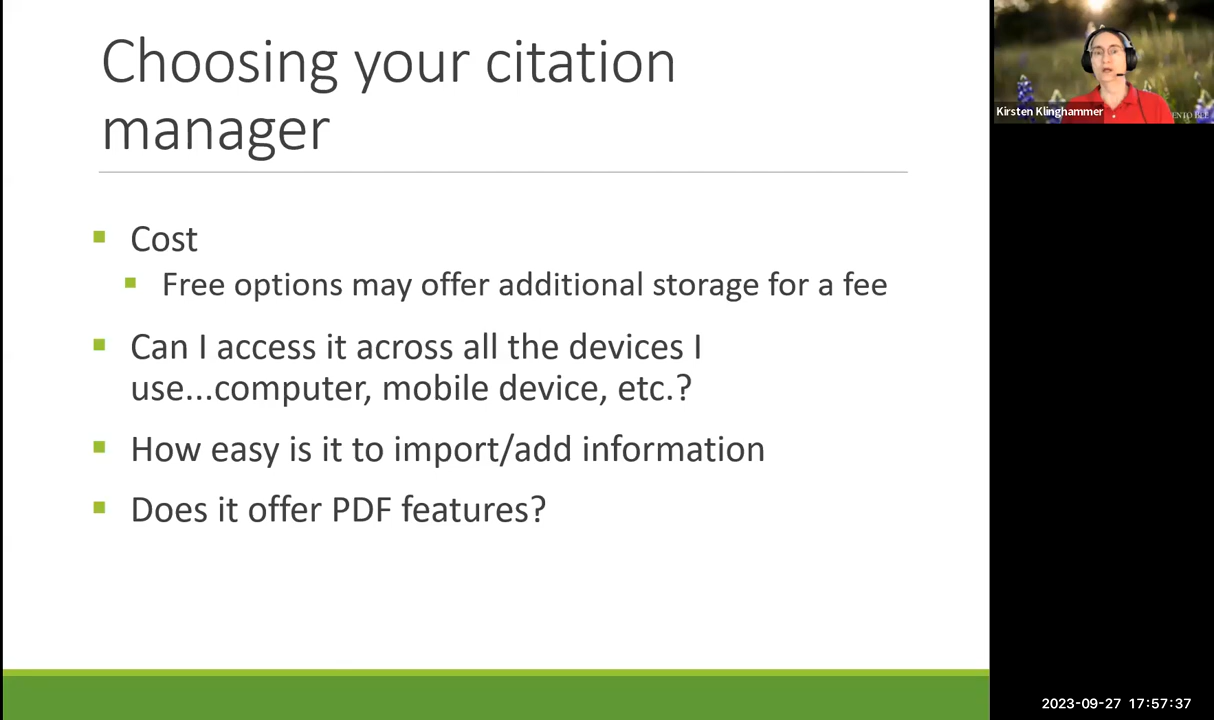 Choosing your citation
manager
Cost
Free options may offer additional storage for a fee
Can I access it across all the devices I
use...computer, mobile device, etc.?
How easy is it to import/add information
Does it offer PDF features?
Kirsten Klinghammer
2023-09-27 17:57:37